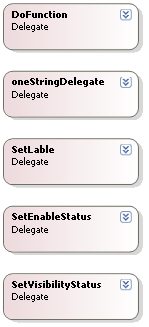 DoFunction
Delegate
oneStringDelegate
Delegate
SetLable
Delegate
SetEnableStatus
Delegate
SetVisibilityStatus
Delegate